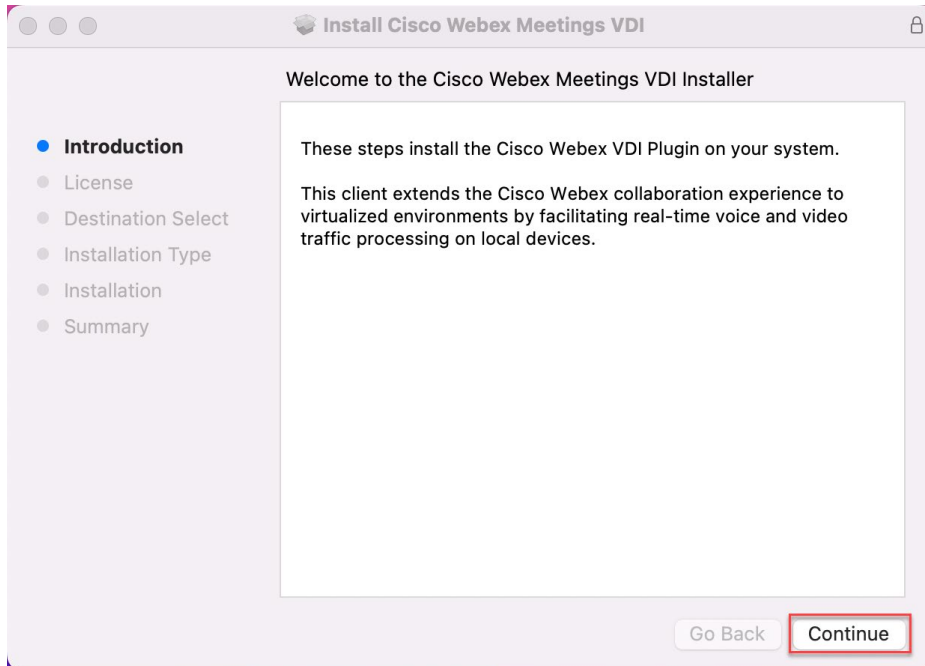 Install Cisco Webex Meetings VDI
Welcome to the Cisco Webex Meetings VDI Installer
Introduction
License
Destination Select
Installation Type
Installation
Summary
These steps install the Cisco Webex VDI Plugin on your system.
This client extends the Cisco Webex collaboration experience to
virtualized environments by facilitating real-time voice and video
traffic processing on local devices.
Go Back
Continue